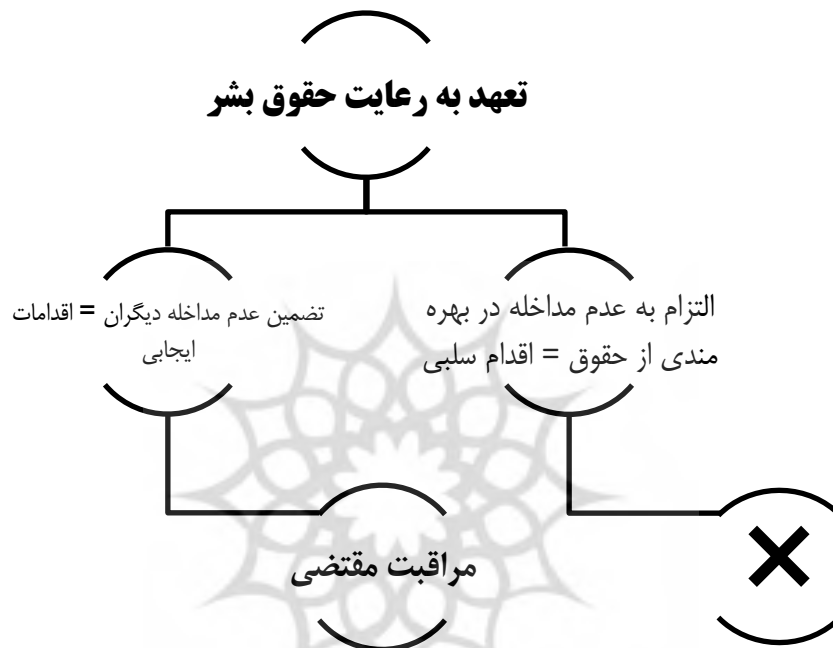 تعهد به رعایت حقوق بشر
التزام به عدم مداخله در بهره
مندی از حقوق = اقدام سلبی
تضمین عدم مداخله دیگران = اقدامات
ایجابی
مراقبت مقتضی